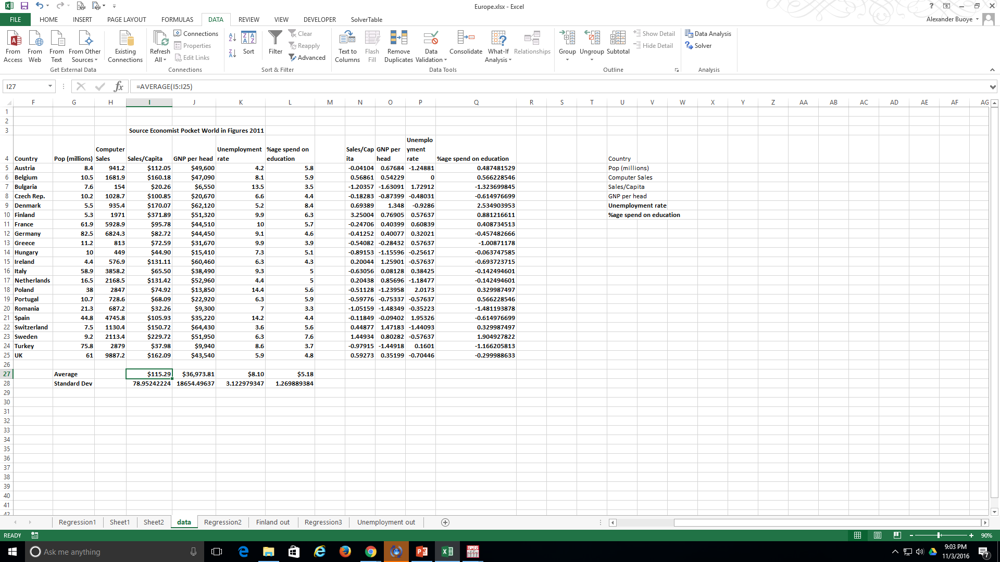 Europe.xlsx - Excel
FILE HOME INSERT PAGE LAYOUT FORMULAS DATA REVIEW VIEW DEVELOPER SolverTable
Alexander Buoye
From Access
From Web
From Text
From Other Sources
Existing Connections
Get External Data
Refresh All
Connections
Properties
Edit Links
Connections
Sort
Filter
Clear
Reapply
Advanced
Sort & Filter
Text to Columns
Flash Fill
Remove Duplicates
Data Validation
Consolidate
What-If Analysis
Relationships
Data Tools
Group
Ungroup
Subtotal
Show Detail
Hide Detail
Outline
Data Analysis
Solver
Analysis
I27 fx =AVERAGE(I5:I25)
F G H I J K L M N O P Q R S T U V W X Y Z AA AB AC AD AE AF AG
1
2
3 Source Economist Pocket World in Figures 2011
4 Country Pop (millions) Computer Sales Sales/Capita GNP per head Unemployment rate %age spend on education Sales/Capita GNP per head Unemployment rate %age spend on education Country
5 Austria 8.4 941.2 $112.05 $49,600 4.2 5.8 -0.04104 0.67684 -1.24881 0.487481529 Pop (millions)
6 Belgium 10.5 1681.9 $160.18 $47,090 8.1 5.9 0.56861 0.54229 0 0.566228546 Computer Sales
7 Bulgaria 7.6 154 $20.26 $6,550 13.5 3.5 -1.20357 -1.63091 1.72912 -1.323699845 Sales/Capita
8 Czech Rep. 10.2 1028.7 $100.85 $20,670 6.6 4.4 -0.18283 -0.87399 -0.48031 -0.614976699 GNP per head
9 Denmark 5.5 935.4 $170.07 $62,120 5.2 8.4 0.69389 1.348 -0.9286 2.534903953 Unemployment rate
10 Finland 5.3 1971 $371.89 $51,320 9.9 6.3 3.25004 0.76905 0.57637 0.881216611 %age spend on education
11 France 61.9 5928.9 $95.78 $44,510 10 5.7 -0.24706 0.40399 0.60839 0.408734513
12 Germany 82.5 6824.3 $82.72 $44,450 9.1 4.6 -0.41252 0.40077 0.32021 -0.457482666
13 Greece 11.2 813 $72.59 $31,670 9.9 3.9 -0.54082 -0.28432 0.57637 -1.00871178
14 Hungary 10 449 $44.90 $15,410 7.3 5.1 -0.89153 -1.15596 -0.25617 -0.063747585
15 Ireland 4.4 576.9 $131.11 $60,460 6.3 4.3 0.20044 1.25901 -0.57637 -0.693723715
16 Italy 58.9 3858.2 $65.50 $38,490 9.3 5 -0.63056 0.08128 0.38425 -0.142494601
17 Netherlands 16.5 2168.5 $131.42 $52,960 4.4 5 0.20438 0.85696 -1.18477 -0.142494601
18 Poland 38 2847 $74.92 $13,850 14.4 5.6 -0.51128 -1.23958 2.0173 0.329987497
19 Portugal 10.7 728.6 $68.09 $22,920 6.3 5.9 -0.59776 -0.75337 -0.57637 0.566228546
20 Romania 21.3 687.2 $32.26 $9,300 7 3.3 -1.05159 -1.48349 -0.35223 -1.481193878
21 Spain 44.8 4745.8 $105.93 $35,220 14.2 4.4 -0.11849 -0.09402 1.95326 -0.614976699
22 Switzerland 7.5 1130.4 $150.72 $64,430 3.6 5.6 0.44877 1.47183 -1.44093 0.329987497
23 Sweden 9.2 2113.4 $229.72 $51,950 6.3 7.6 1.44934 0.80282 -0.57637 1.904927822
24 Turkey 75.8 2879 $37.98 $9,940 8.6 3.7 -0.97915 -1.44918 0.1601 -1.166205813
25 UK 61 9887.2 $162.09 $43,540 5.9 4.8 0.59273 0.35199 -0.70446 -0.299988633
26
27 Average $115.29 $36,973.81 $8.10 $5.18
28 Standard Dev 78.95242224 18654.49637 3.122979347 1.269889384
29
30
31
32
33
34
35
36
37
38
39
40
41
42
Regression1 Sheet1 Sheet2 data Regression2 Finland out Regression3 Unemployment out
READY 90%
Ask me anything
SPSS
9:03 PM
11/3/2016
7